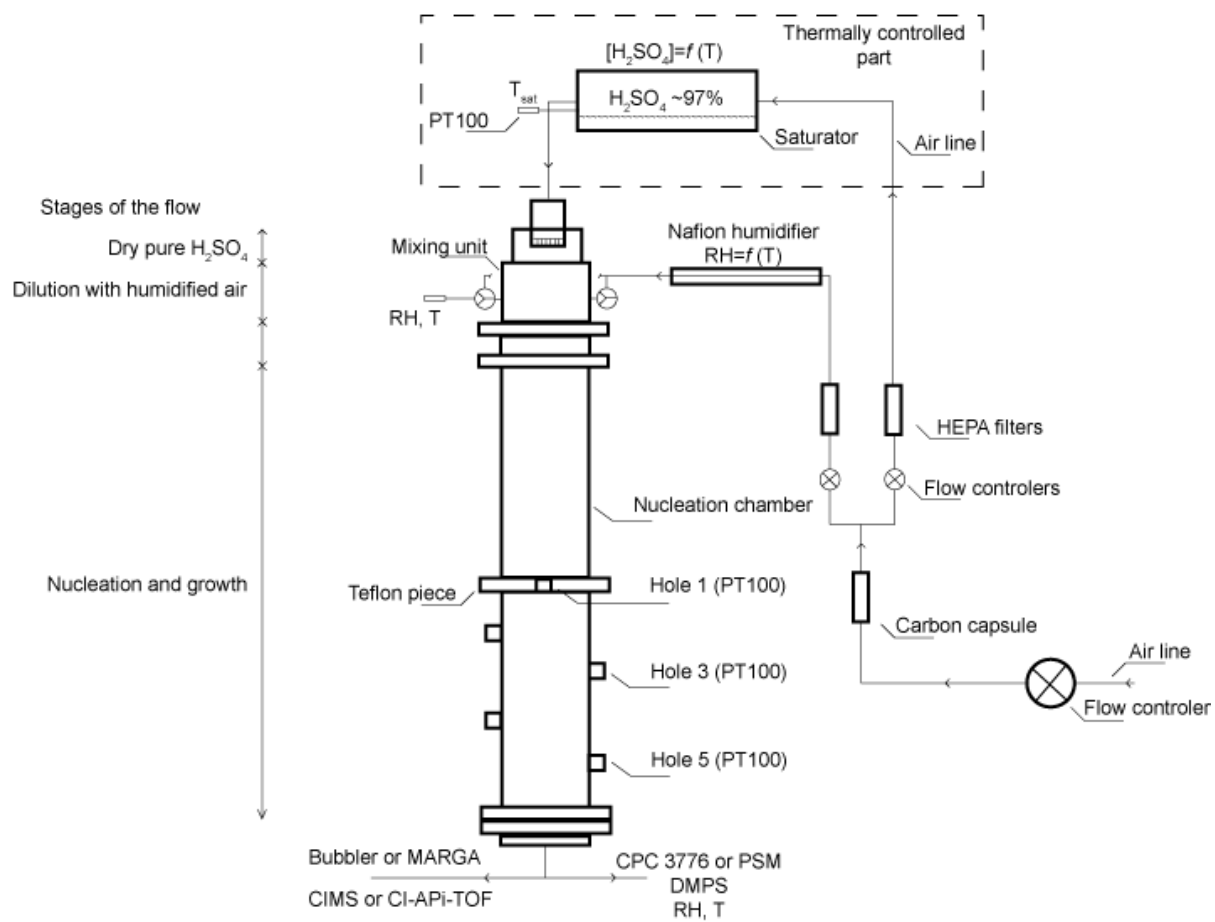 Thermally controlled
part
[H₂SO₄]=f (T)
T_sat
H₂SO₄ ~97%
PT100
Saturator
Air line
Stages of the flow
Dry pure H₂SO₄
Mixing unit
Nafion humidifier
RH=f (T)
Dilution with humidified air
RH, T
HEPA filters
Flow controlers
Nucleation chamber
Nucleation and growth
Teflon piece
Hole 1 (PT100)
Carbon capsule
Air line
Hole 3 (PT100)
Flow controler
Hole 5 (PT100)
Bubbler or MARGA
CIMS or CI-APi-TOF
CPC 3776 or PSM
DMPS
RH, T